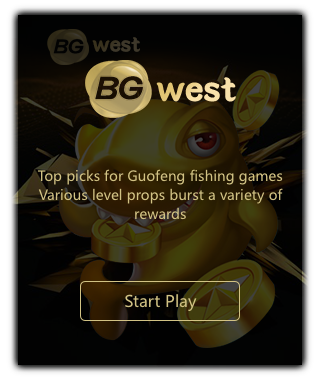 BG west
BG west
Top picks for Guofeng fishing games
Various level props burst a variety of
rewards
Start Play